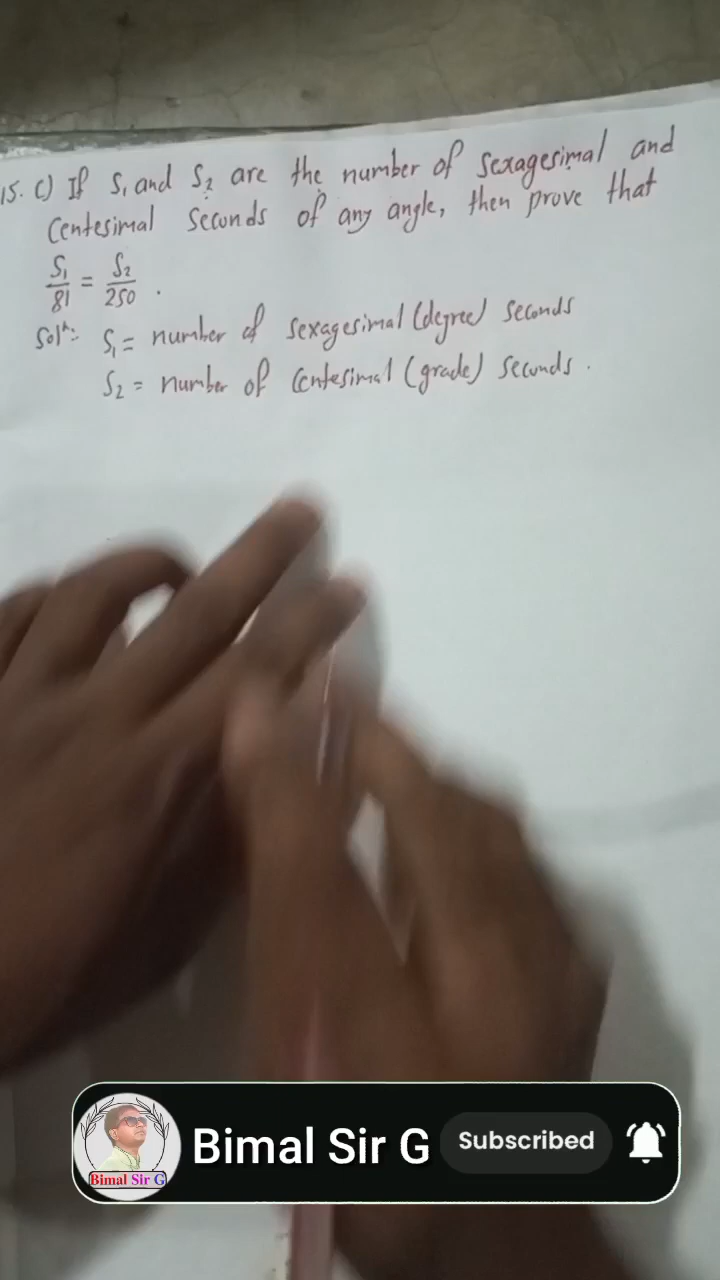 15. c) If S₁ and S₂ are the number of sexagesimal and
Centesimal Seconds of any angle, then prove that
S₁/81 = S₂/250 .
Solⁿ: S₁ = number of sexagesimal (degree) seconds
S₂ = number of Centesimal (grade) seconds .
Bimal Sir G
Bimal Sir G
Subscribed